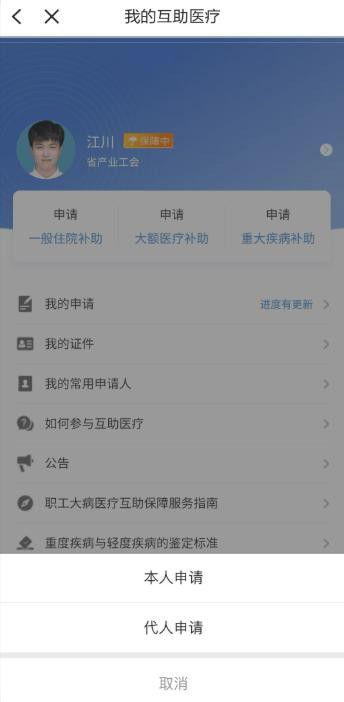 我的互助医疗
江川 保障中
省产业工会
申请 申请 申请
一般住院补助 大额医疗补助 重大疾病补助
我的申请 进度有更新
我的证件
我的常用申请人
如何参与互助医疗
公告
职工大病医疗互助保障服务指南
重度疾病与轻度疾病的鉴定标准
本人申请
代人申请
取消